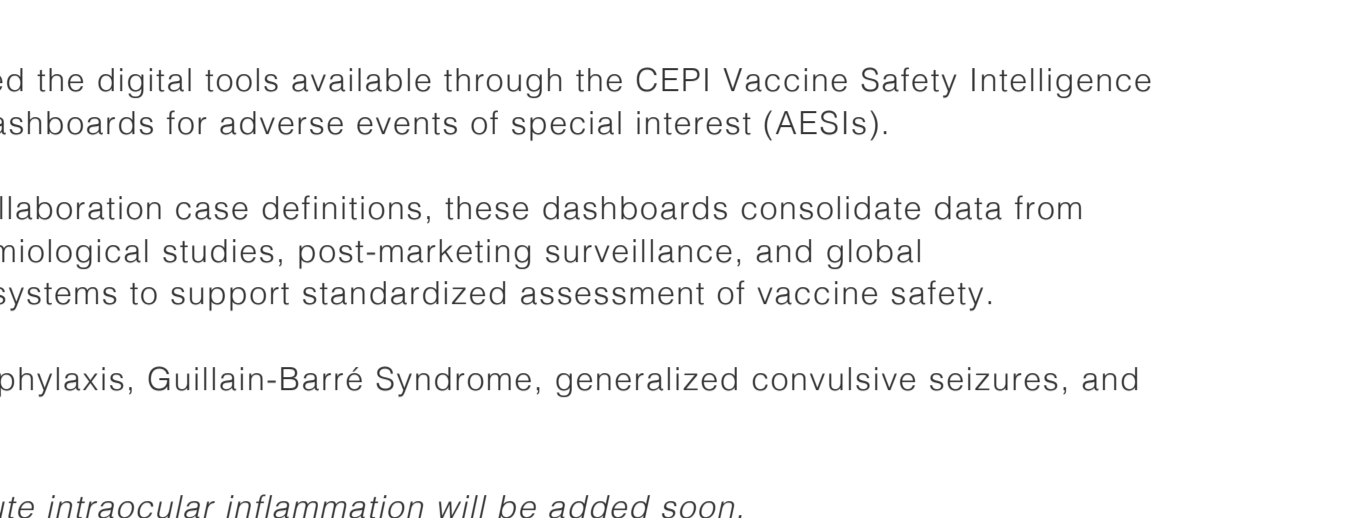 ed the digital tools available through the CEPI Vaccine Safety Intelligence
ashboards for adverse events of special interest (AESIs).
llaboration case definitions, these dashboards consolidate data from
miological studies, post-marketing surveillance, and global
systems to support standardized assessment of vaccine safety.
phylaxis, Guillain-Barré Syndrome, generalized convulsive seizures, and
ute intraocular inflammation will be added soon.